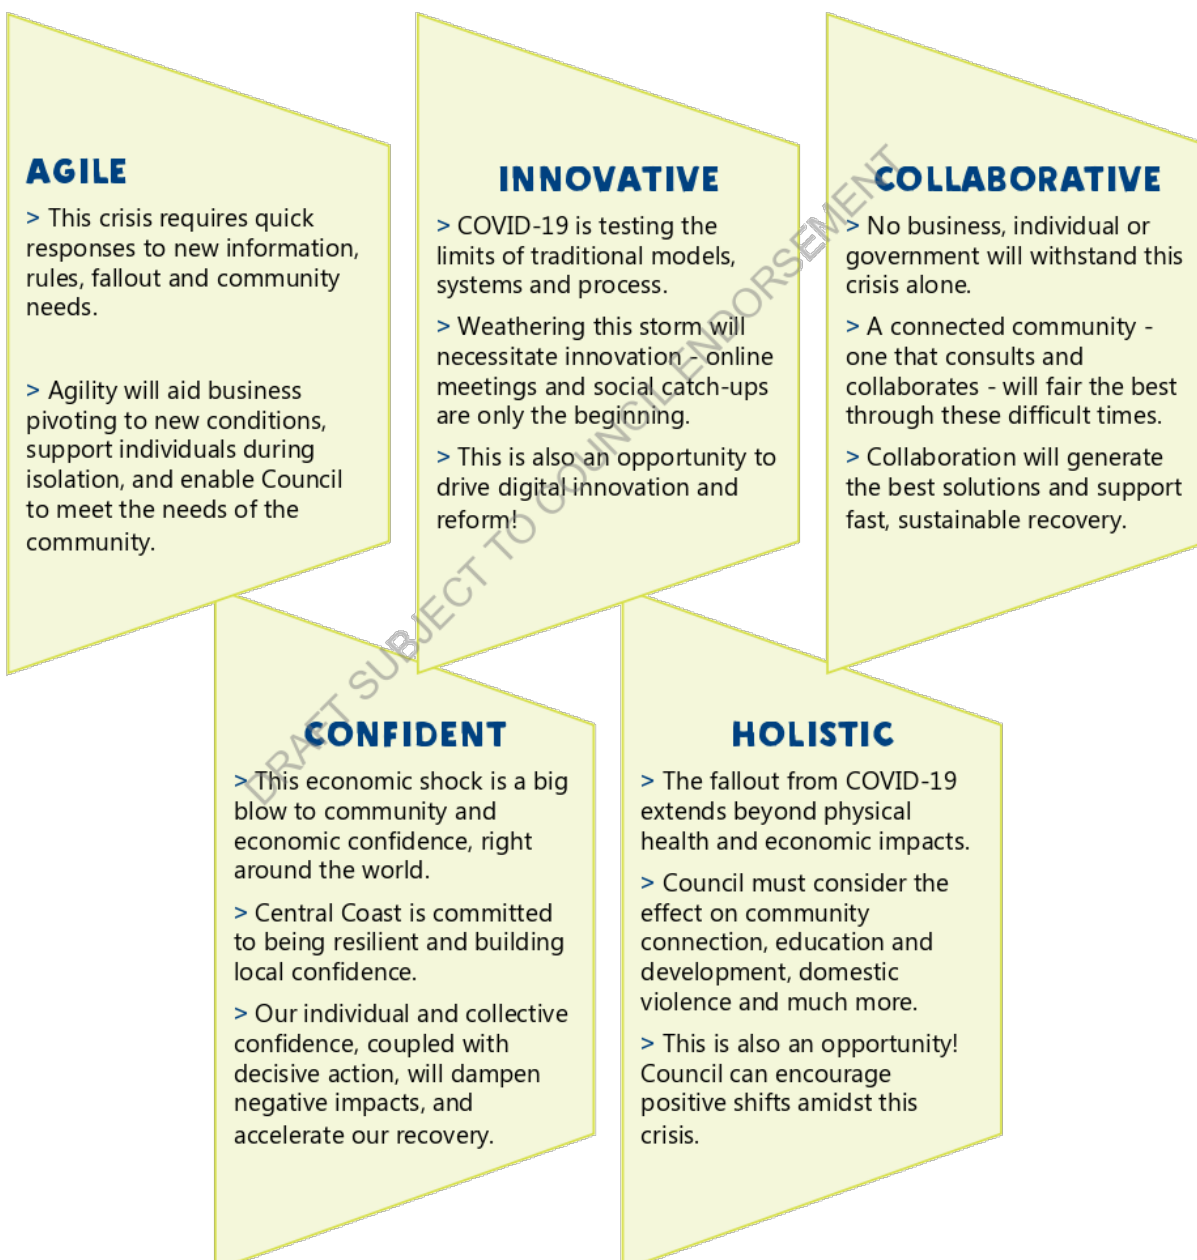 AGILE
> This crisis requires quick
responses to new information,
rules, fallout and community
needs.
> Agility will aid business
pivoting to new conditions,
support individuals during
isolation, and enable Council
to meet the needs of the
community.
INNOVATIVE
> COVID-19 is testing the
limits of traditional models,
systems and process.
> Weathering this storm will
necessitate innovation - online
meetings and social catch-ups
are only the beginning.
> This is also an opportunity to
drive digital innovation and
reform!
COLLABORATIVE
> No business, individual or
government will withstand this
crisis alone.
> A connected community -
one that consults and
collaborates - will fair the best
through these difficult times.
> Collaboration will generate
the best solutions and support
fast, sustainable recovery.
CONFIDENT
> This economic shock is a big
blow to community and
economic confidence, right
around the world.
> Central Coast is committed
to being resilient and building
local confidence.
> Our individual and collective
confidence, coupled with
decisive action, will dampen
negative impacts, and
accelerate our recovery.
HOLISTIC
> The fallout from COVID-19
extends beyond physical
health and economic impacts.
> Council must consider the
effect on community
connection, education and
development, domestic
violence and much more.
> This is also an opportunity!
Council can encourage
positive shifts amidst this
crisis.
DRAFT SUBJECT TO COUNCIL ENDORSEMENT